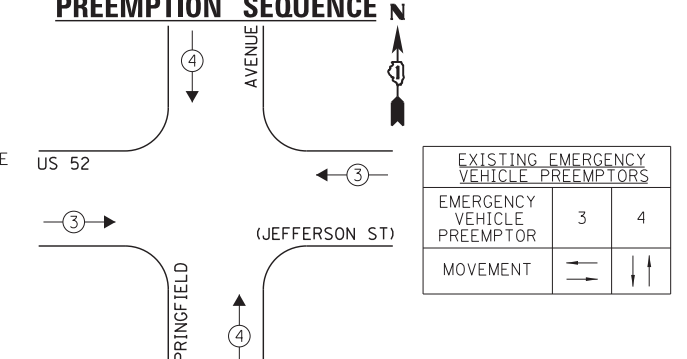 PREEMPTION SEQUENCE
N
4
AVENUE
E
US 52
3
3
(JEFFERSON ST)
PRINGFIELD
4
EXISTING EMERGENCY
VEHICLE PREEMPTORS
EMERGENCY
VEHICLE
PREEMPTOR
3
4
MOVEMENT